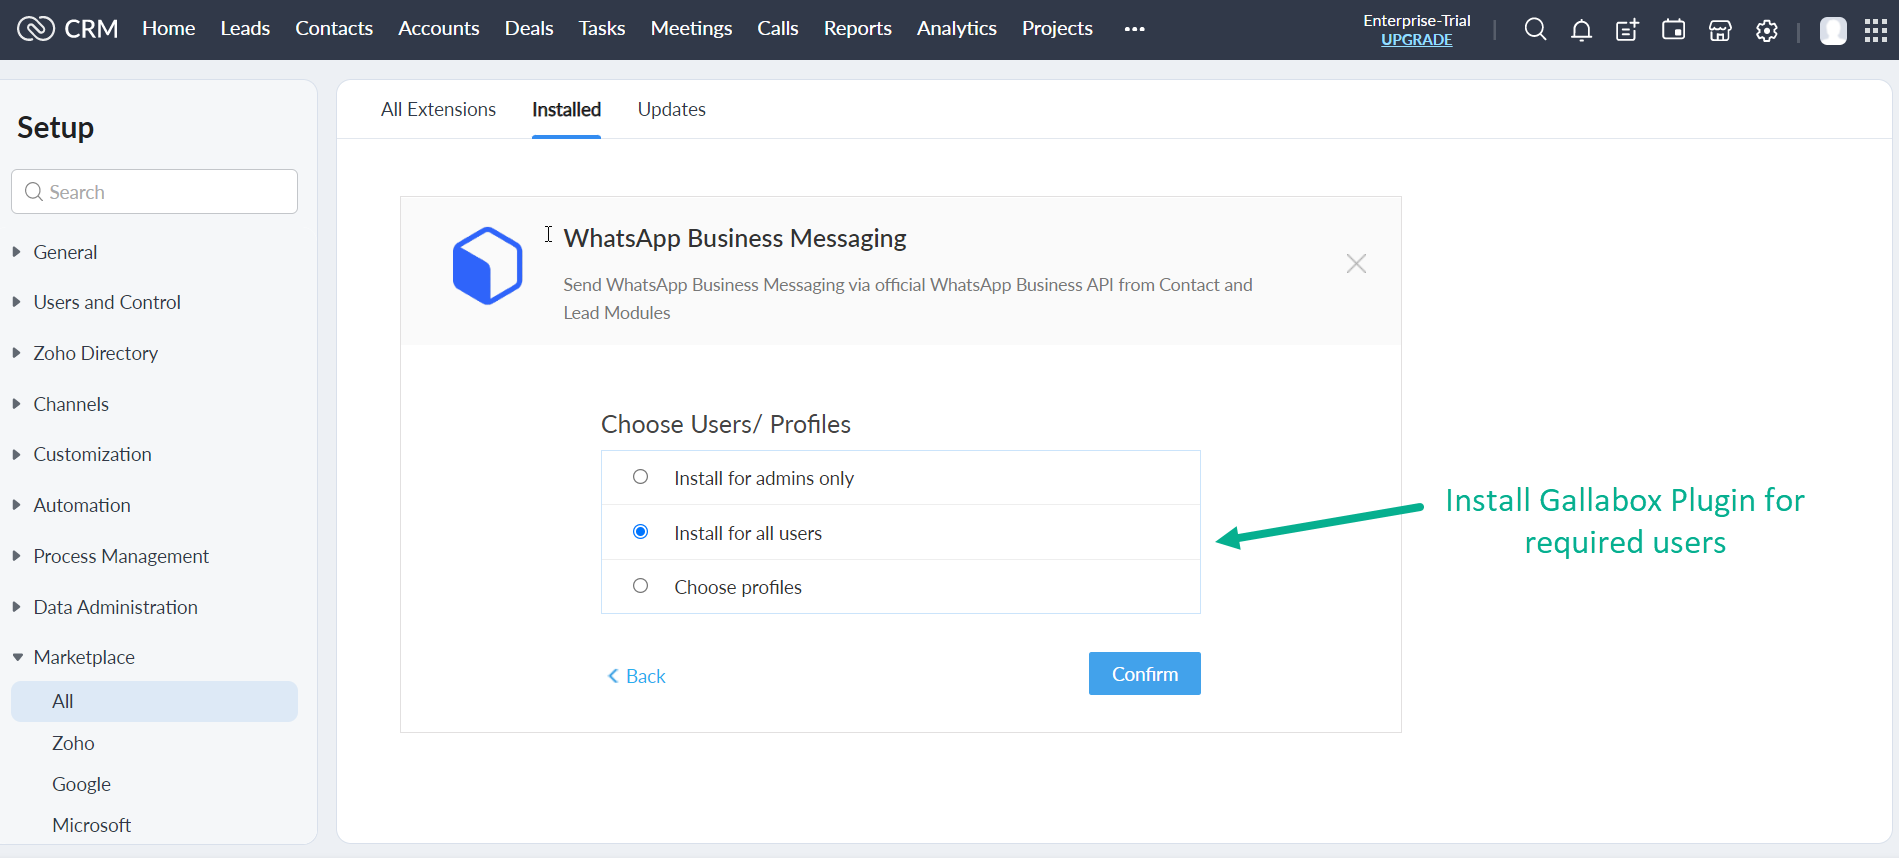 CRM Home Leads Contacts Accounts Deals Tasks Meetings Calls Reports Analytics Projects
Enterprise-Trial
UPGRADE
Setup
Search
General
Users and Control
Zoho Directory
Channels
Customization
Automation
Process Management
Data Administration
Marketplace
All
Zoho
Google
Microsoft
All Extensions Installed Updates
WhatsApp Business Messaging
Send WhatsApp Business Messaging via official WhatsApp Business API from Contact and
Lead Modules
Choose Users/ Profiles
Install for admins only
Install for all users
Choose profiles
Back
Confirm
Install Gallabox Plugin for
required users